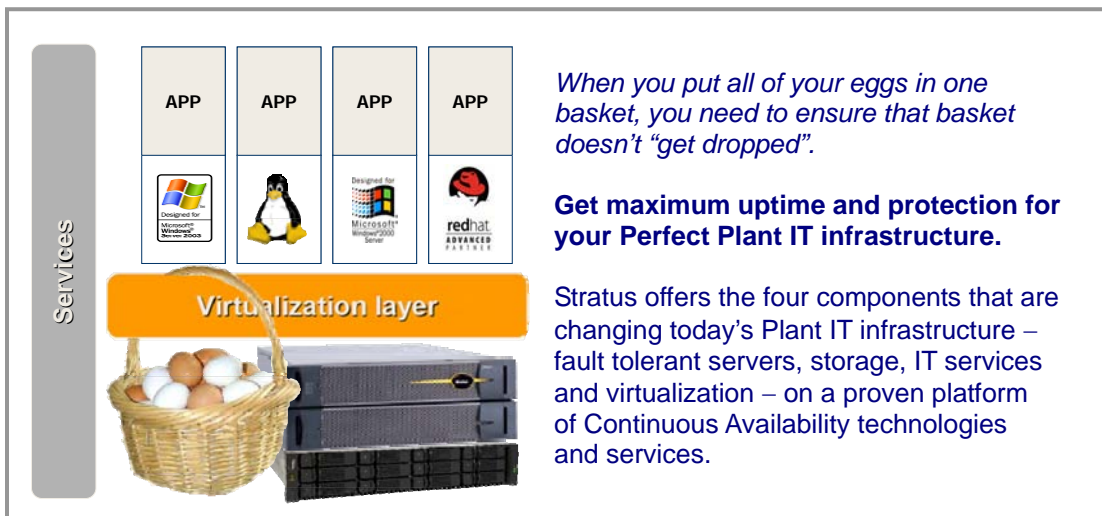 Services
APP
APP
APP
APP
Designed for
Microsoft®
Windows®
Server 2003
Designed for
Microsoft®
Windows®2000
Server
redhat
ADVANCED
PARTNER
Virtualization layer
When you put all of your eggs in one
basket, you need to ensure that basket
doesn’t “get dropped”.
Get maximum uptime and protection for
your Perfect Plant IT infrastructure.
Stratus offers the four components that are
changing today’s Plant IT infrastructure –
fault tolerant servers, storage, IT services
and virtualization – on a proven platform
of Continuous Availability technologies
and services.